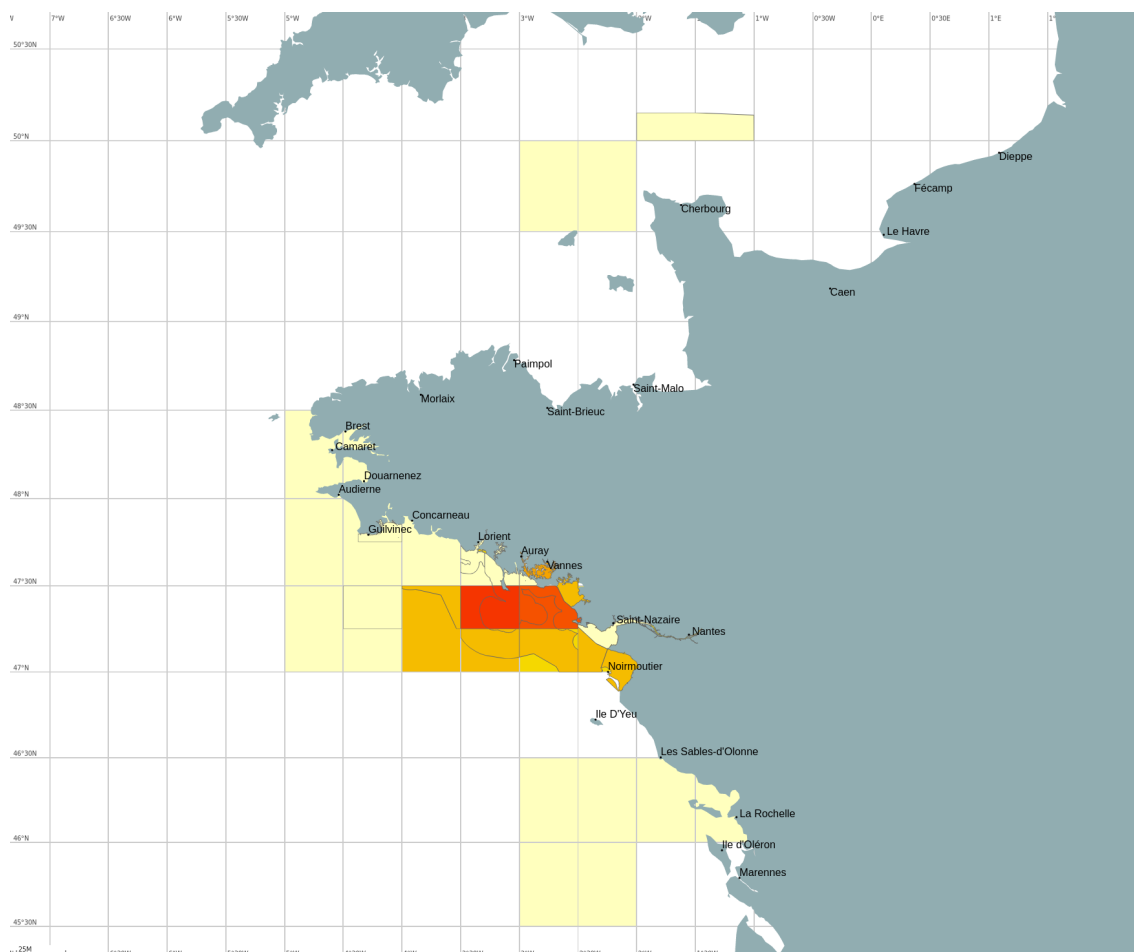 7°W 6°30W 6°W 5°30W 5°W 3°W 1°W 0°30W 0°E 0°30E 1°E
50°30N
50°N
Dieppe
Fécamp
Cherbourg
49°30N
Le Havre
Caen
49°N
Paimpol
Saint-Malo
Morlaix
48°30N
Saint-Brieuc
Brest
Camaret
Douarnenez
48°N
Audierne
Concarneau
Guilvinec
Lorient
Auray
Vannes
47°30N
Saint-Nazaire
Nantes
47°N
Noirmoutier
Ile D'Yeu
46°30N
Les Sables-d'Olonne
La Rochelle
46°N
Ile d'Oléron
Marennes
45°30N
25M